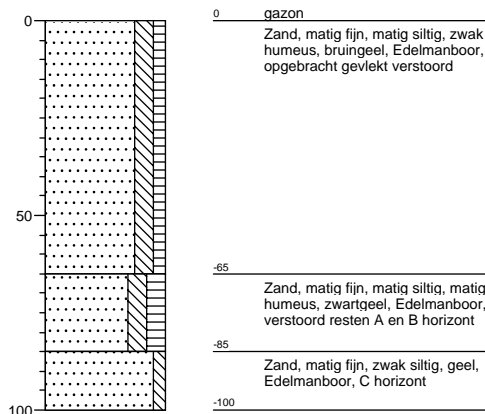 0
50
100
0 gazon
Zand, matig fijn, matig siltig, zwak
humeus, bruingeel, Edelmanboor,
opgebracht gevlekt verstoord
-65
Zand, matig fijn, matig siltig, matig
humeus, zwartgeel, Edelmanboor,
verstoord resten A en B horizont
-85
Zand, matig fijn, zwak siltig, geel,
Edelmanboor, C horizont
-100